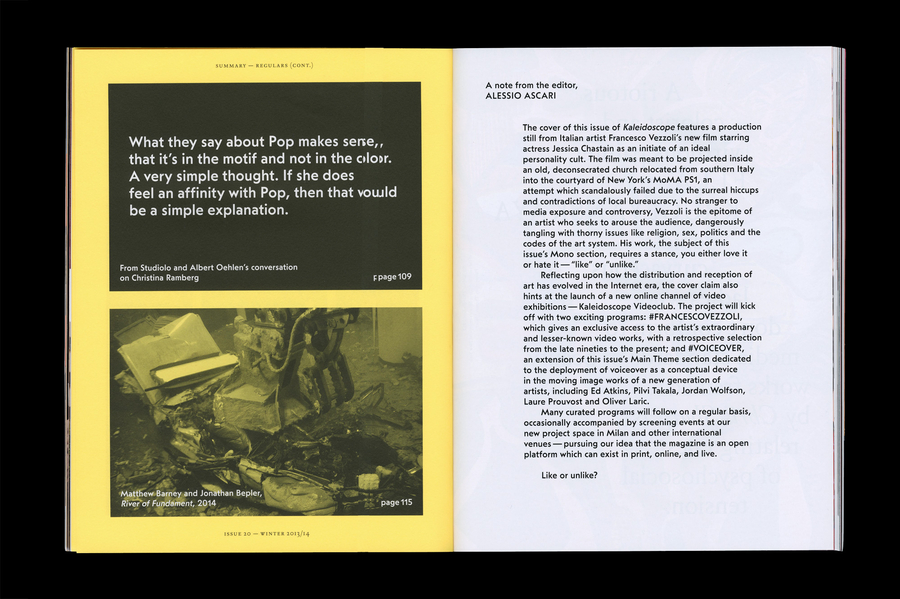 SUMMARY — REGULARS (CONT.)
What they say about Pop makes sense,,
that it's in the motif and not in the color.
A very simple thought. If she does
feel an affinity with Pop, then that would
be a simple explanation.
From Studiolo and Albert Oehlen's conversation
on Christina Ramberg
page 109
Matthew Barney and Jonathan Bepler,
River of Fundament, 2014
page 115
ISSUE 20 — WINTER 2013/14
A note from the editor,
ALESSIO ASCARI
The cover of this issue of Kaleidoscope features a production
still from Italian artist Francesco Vezzoli's new film starring
actress Jessica Chastain as an initiate of an ideal
personality cult. The film was meant to be projected inside
an old, deconsecrated church relocated from southern Italy
into the courtyard of New York's MoMA PS1, an
attempt which scandalously failed due to the surreal hiccups
and contradictions of local bureaucracy. No stranger to
media exposure and controversy, Vezzoli is the epitome of
an artist who seeks to arouse the audience, dangerously
tangling with thorny issues like religion, sex, politics and the
codes of the art system. His work, the subject of this
issue's Mono section, requires a stance, you either love it
or hate it — "like" or "unlike."
Reflecting upon how the distribution and reception of
art has evolved in the Internet era, the cover claim also
hints at the launch of a new online channel of video
exhibitions — Kaleidoscope Videoclub. The project will kick
off with two exciting programs: #FRANCESCOVEZZOLI,
which gives an exclusive access to the artist's extraordinary
and lesser-known video works, with a retrospective selection
from the late nineties to the present; and #VOICEOVER,
an extension of this issue's Main Theme section dedicated
to the deployment of voiceover as a conceptual device
in the moving image works of a new generation of
artists, including Ed Atkins, Pilvi Takala, Jordan Wolfson,
Laure Prouvost and Oliver Laric.
Many curated programs will follow on a regular basis,
occasionally accompanied by screening events at our
new project space in Milan and other international
venues — pursuing our idea that the magazine is an open
platform which can exist in print, online, and live.
Like or unlike?